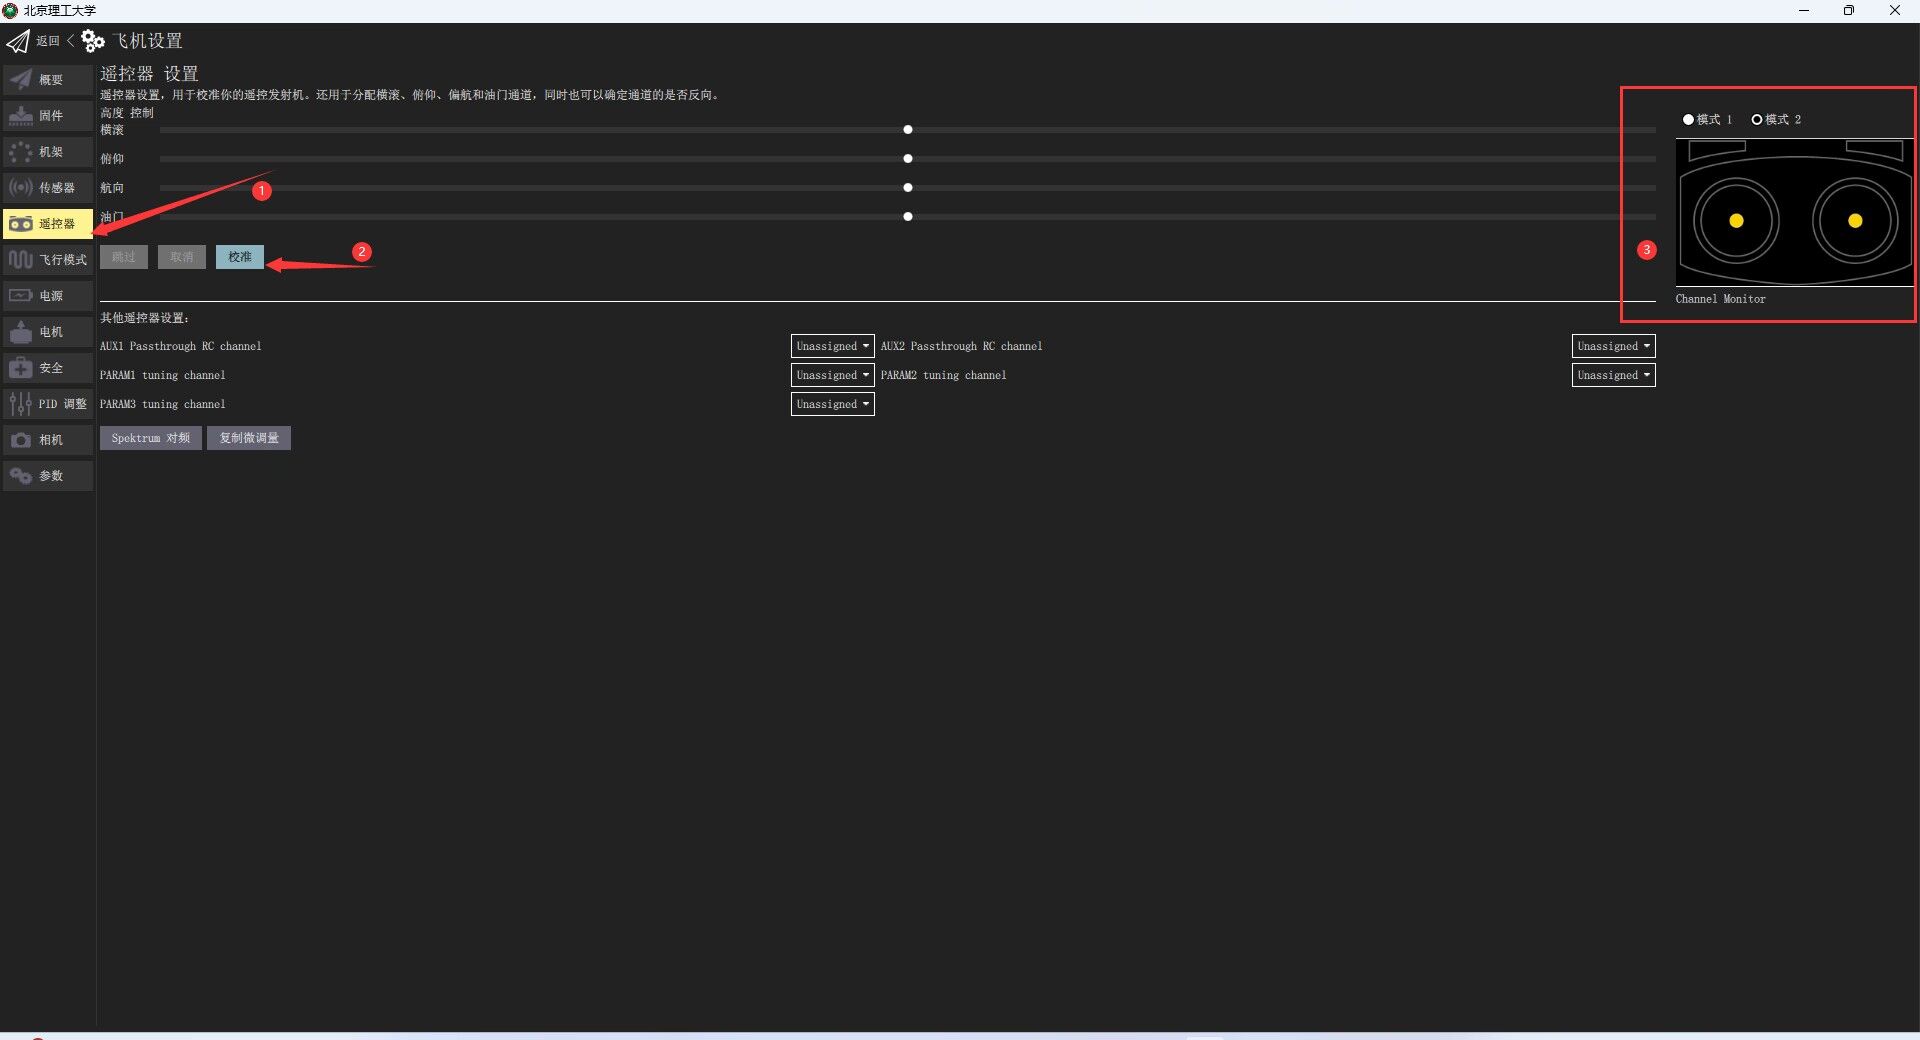 北京理工大学
返回 飞机设置
概要
固件
机架
传感器
遥控器
飞行模式
电源
电机
安全
PID 调整
相机
参数
遥控器 设置
遥控器设置，用于校准你的遥控发射机。还用于分配横滚、俯仰、偏航和油门通道，同时也可以确定通道的是否反向。
高度 控制
横滚
俯仰
航向
油门
1
跳过 取消 校准
2
其他遥控器设置:
AUX1 Passthrough RC channel Unassigned AUX2 Passthrough RC channel Unassigned
PARAM1 tuning channel Unassigned PARAM2 tuning channel Unassigned
PARAM3 tuning channel Unassigned
Spektrum 对频 复制微调量
模式 1 模式 2
3
Channel Monitor